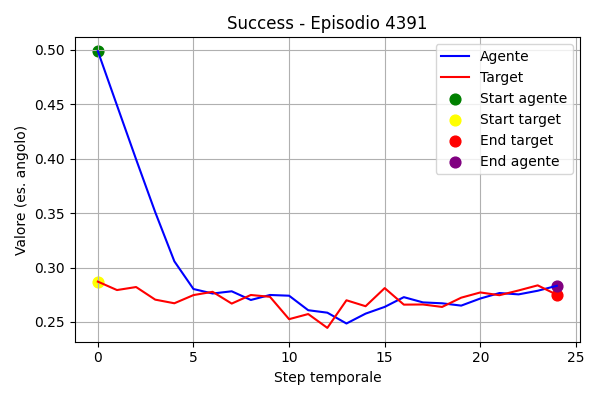 Success - Episodio 4391
Valore (es. angolo)
0.50
0.45
0.40
0.35
0.30
0.25
Agente
Target
Start agente
Start target
End target
End agente
0
5
10
15
20
25
Step temporale